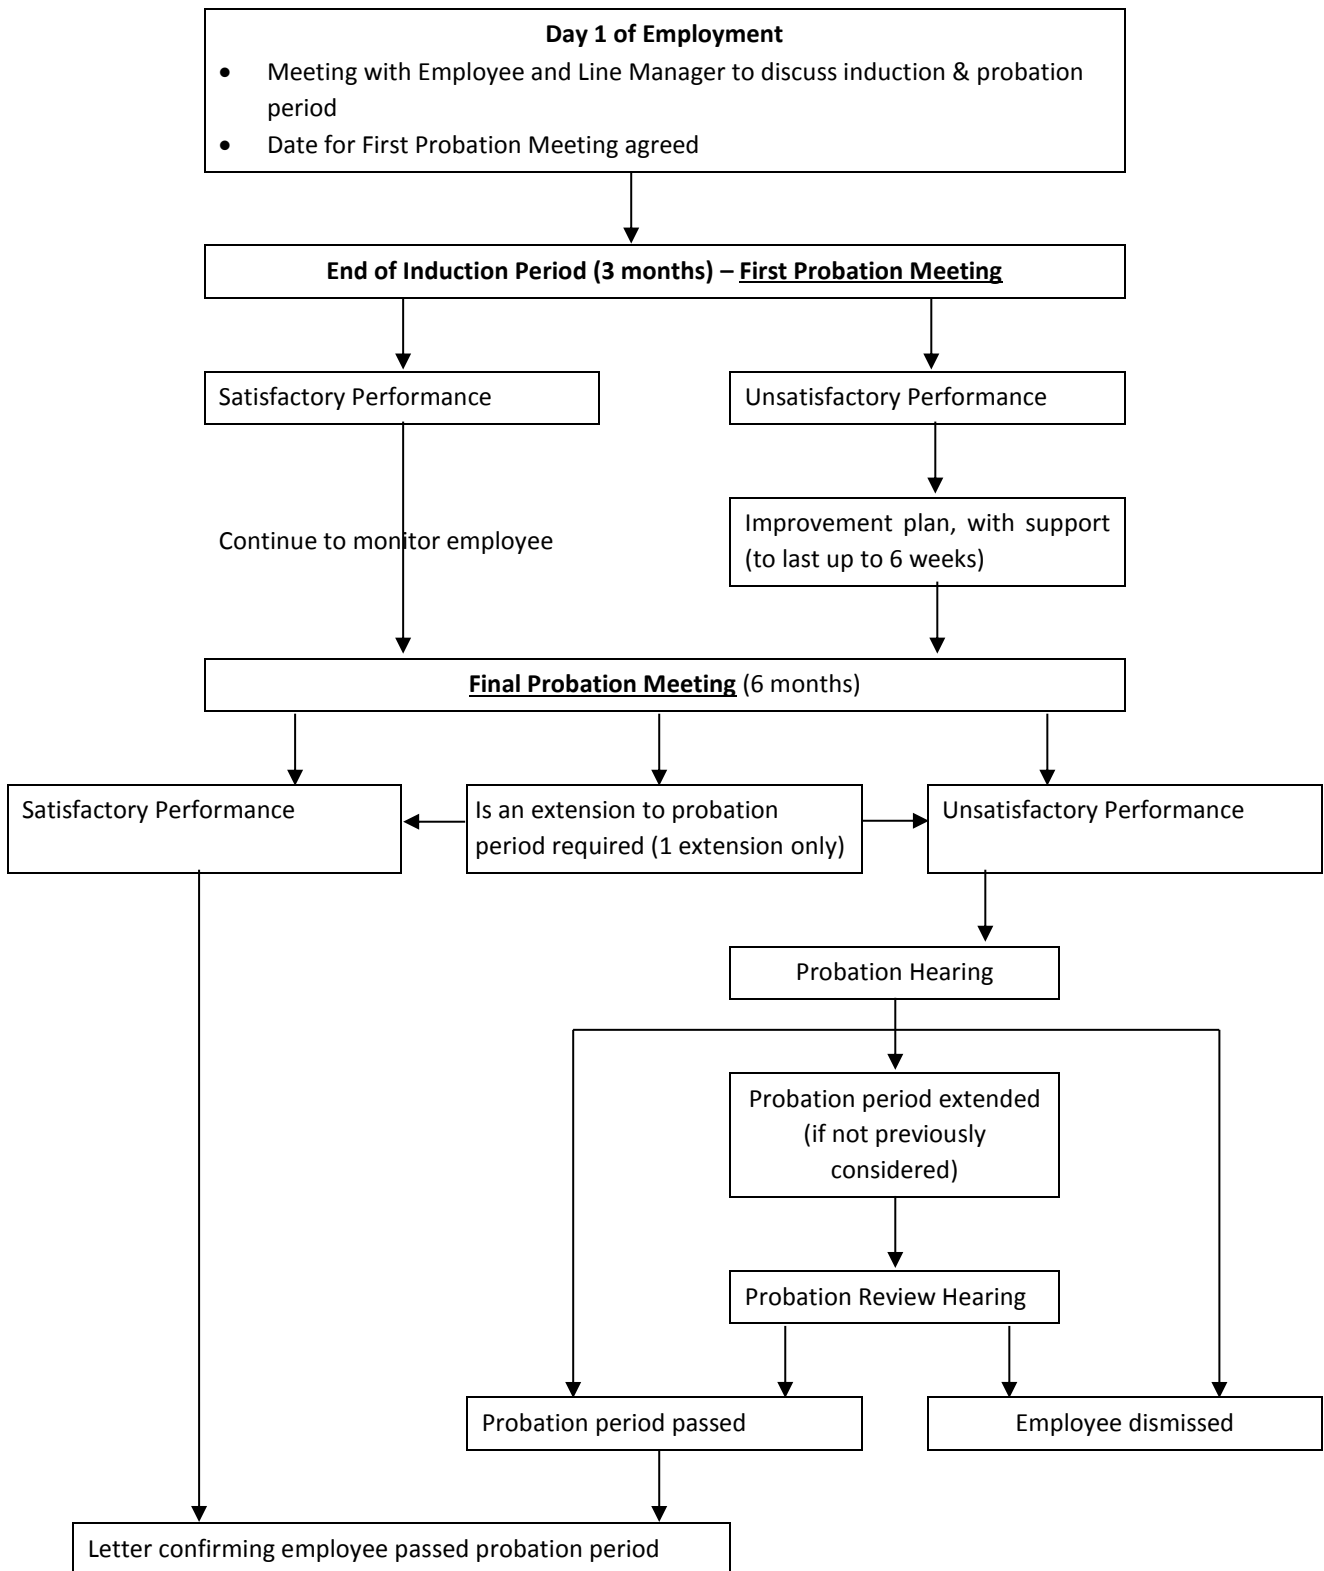 Day 1 of Employment
• Meeting with Employee and Line Manager to discuss induction & probation
period
• Date for First Probation Meeting agreed
End of Induction Period (3 months) – First Probation Meeting
Satisfactory Performance
Unsatisfactory Performance
Continue to monitor employee
Improvement plan, with support
(to last up to 6 weeks)
Final Probation Meeting (6 months)
Satisfactory Performance
Is an extension to probation
period required (1 extension only)
Unsatisfactory Performance
Probation Hearing
Probation period extended
(if not previously
considered)
Probation Review Hearing
Probation period passed
Employee dismissed
Letter confirming employee passed probation period